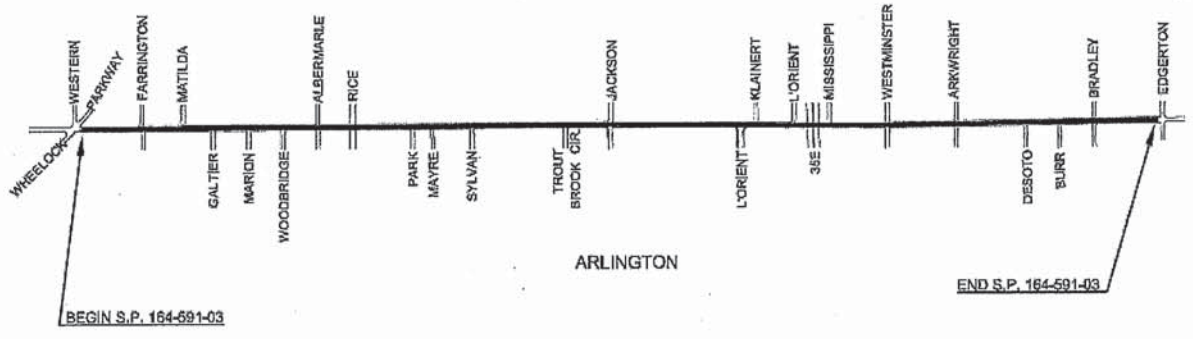 WESTERN
PARKWAY
WHEELOCK
FARRINGTON
MATILDA
GALTIER
MARION
WOODBRIDGE
ALBERMARLE
RICE
PARK
MAYRE
SYLVAN
TROUT
BROOK CIR.
JACKSON
L'ORIENT
KLAINERT
L'ORIENT
35E
MISSISSIPPI
WESTMINSTER
ARKWRIGHT
DESOTO
BURR
BRADLEY
EDGERTON
ARLINGTON
BEGIN S.P. 164-591-03
END S.P. 164-591-03